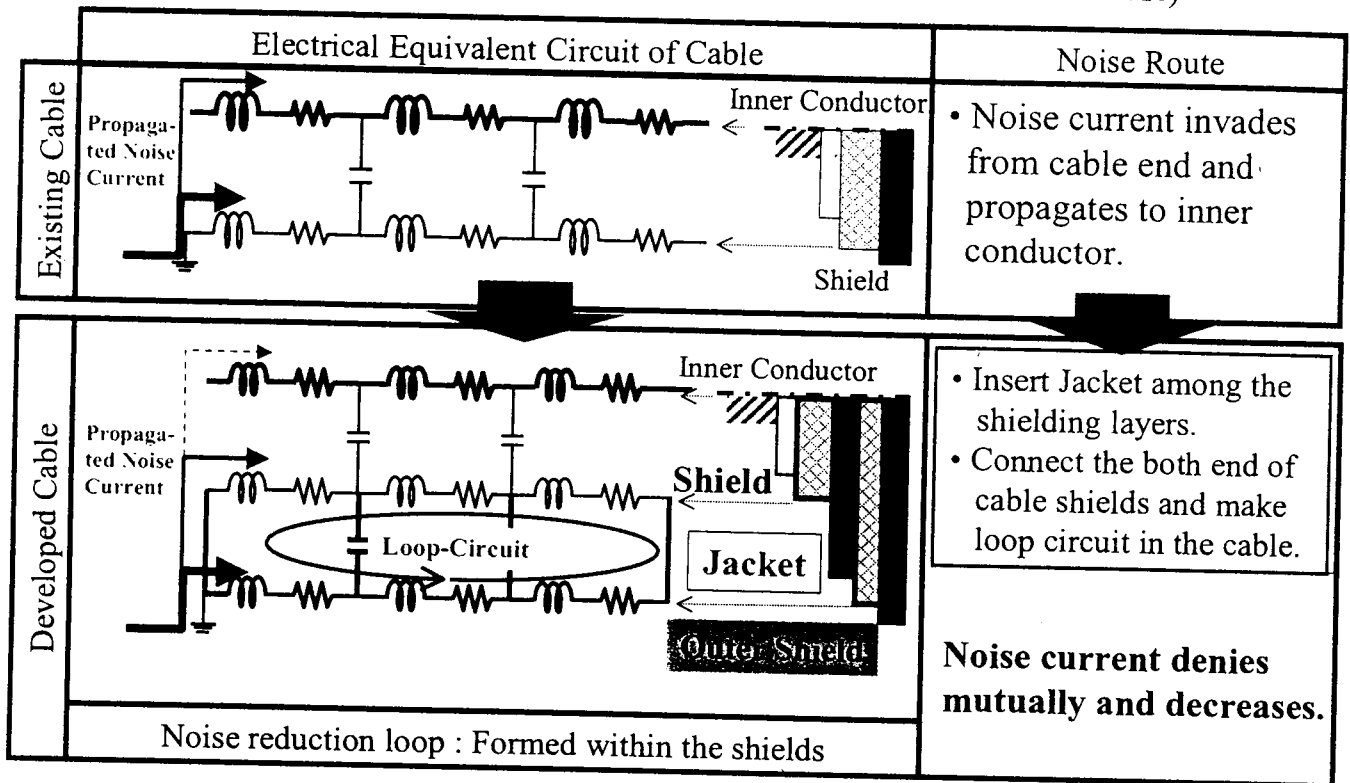 Electrical Equivalent Circuit of Cable
Noise Route
Existing Cable
Propaga-
ted Noise
Current
Inner Conductor
Shield
• Noise current invades
from cable end and
propagates to inner
conductor.
Developed Cable
Propaga-
ted Noise
Current
Inner Conductor
Shield
Loop-Circuit
Jacket
Outer Shield
• Insert Jacket among the
shielding layers.
• Connect the both end of
cable shields and make
loop circuit in the cable.
Noise current denies
mutually and decreases.
Noise reduction loop : Formed within the shields